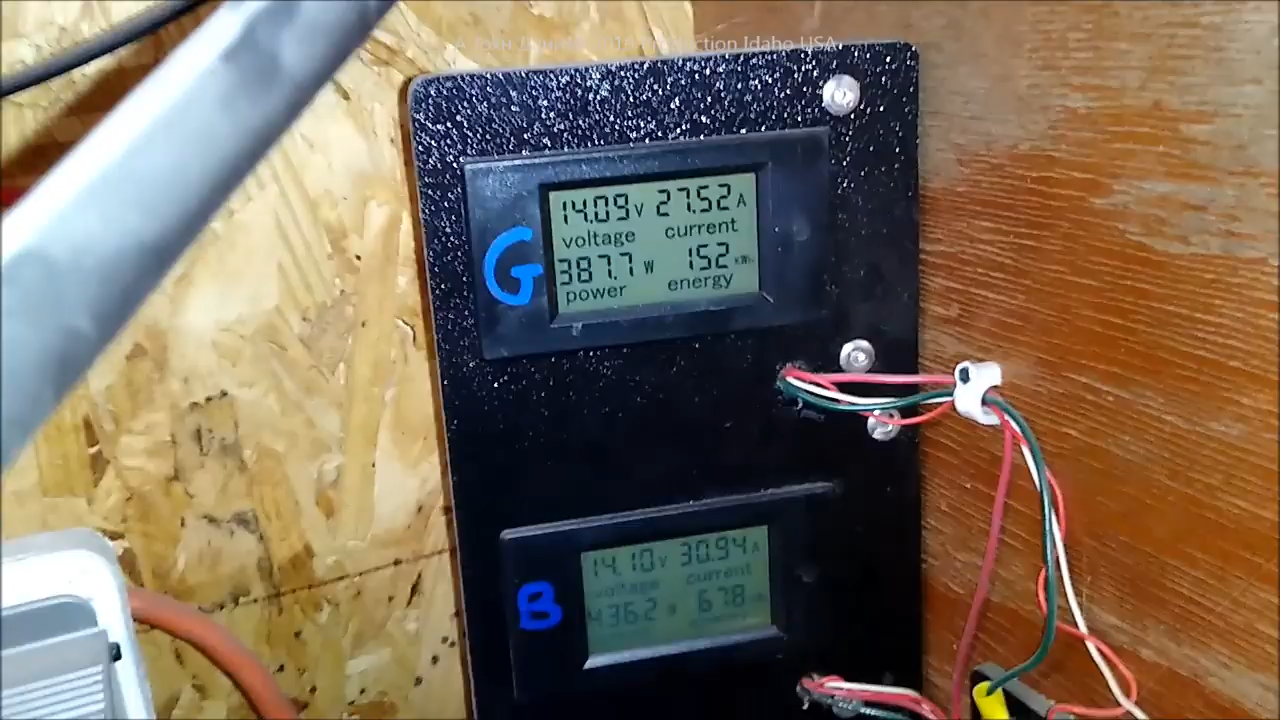 14.09 V 27.52 A
voltage current
G
387.7 W 152 KWh
power energy
14.10 V 30.94 A
voltage current
B
436.2 W 678